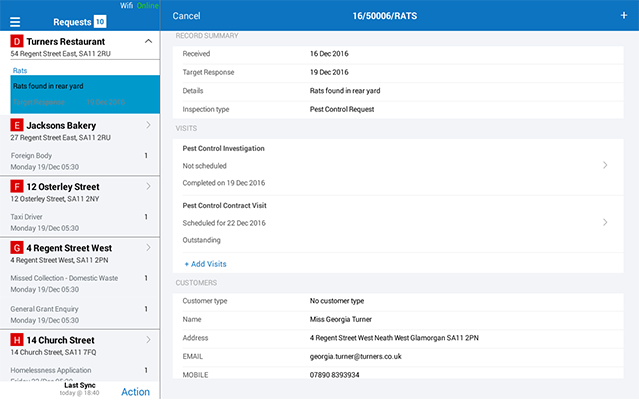 Wifi Online
Requests 10
D Turners Restaurant
54 Regent Street East, SA11 2RU
Rats
Rats found in rear yard
Target Response 19 Dec 2016
E Jacksons Bakery
27 Regent Street East, SA11 2RU
Foreign Body 1
Monday 19/Dec 05:30
F 12 Osterley Street
12 Osterley Street, SA11 2NY
Taxi Driver 1
Monday 19/Dec 05:30
G 4 Regent Street West
4 Regent Street West, SA11 2PN
Missed Collection - Domestic Waste 1
Monday 19/Dec 05:30
General Grant Enquiry 1
Monday 19/Dec 05:30
H 14 Church Street
14 Church Street, SA11 7FQ
Homelessness Application 1
Last Sync
today @ 18:40
Action
Cancel 16/50006/RATS +
RECORD SUMMARY
Received 16 Dec 2016
Target Response 19 Dec 2016
Details Rats found in rear yard
Inspection type Pest Control Request
VISITS
Pest Control Investigation
Not scheduled
Completed on 19 Dec 2016
Pest Control Contract Visit
Scheduled for 22 Dec 2016
Outstanding
+ Add Visits
CUSTOMERS
Customer type No customer type
Name Miss Georgia Turner
Address 4 Regent Street West Neath West Glamorgan SA11 2PN
EMAIL georgia.turner@turners.co.uk
MOBILE 07890 8393934